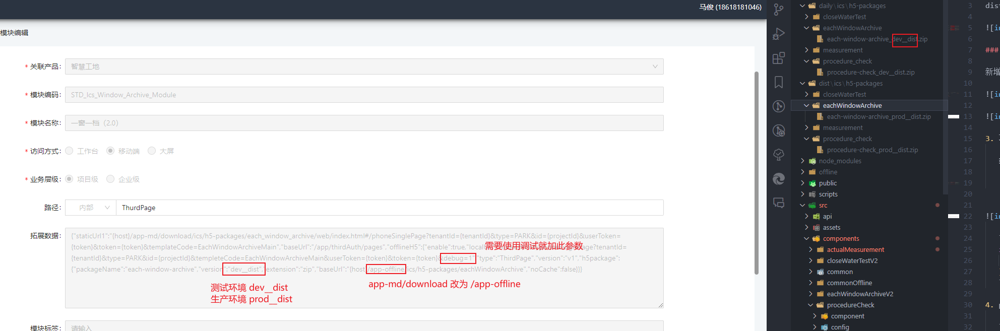 马俊 (18618181046)
模块编辑
* 关联产品: 智慧工地
* 模块编码: STD_Ics_Window_Archive_Module
* 模块名称: 一窗一档（2.0）
* 访问方式: 工作台 移动端 大屏
* 业务层级: 项目级 企业级
路径: 内部 ThurdPage
拓展数据: {"staticUrl1":"{host}/app-md/download/ics/h5-packages/each_window_archive/web/index.html#/phoneSinglePage?tenantId={tenantId}&type=PARK&id={projectId}&userToken=
{token}&token={token}&templateCode=EachWindowArchiveMain","baseUrl":"/app/thirdAuth/pages","offlineH5":{"enable":true,"local
age?tenantId=
需要使用调试就加此参数
{tenantId}&type=PARK&id={projectId}&templeteCode=EachWindowArchiveMain&userToken={token}&token={token}&debug=1","type":"ThirdPage","version":"v1","h5package":
{"packageName":"each-window-archive","version":"dev__dist","extension":"zip","baseUrl":"{host}/app-offline/ics/h5-packages/eachWindowArchive","noCache":false}}}
app-md/download 改为 /app-offline
测试环境 dev__dist
生产环境 prod__dist
模块标签: 请输入
daily\ics\h5-packages
closeWaterTest
eachWindowArchive
each-window-archive_dev__dist.zip
measurement
procedure_check
procedure-check_dev__dist.zip
dist\ics\h5-packages
closeWaterTest
eachWindowArchive
each-window-archive_prod__dist.zip
measurement
procedure_check
procedure-check_prod__dist.zip
node_modules
offline
public
scripts
src
api
assets
components
actualMeasurement
closeWaterTestV2
common
commonOffline
eachWindowArchiveV2
procedureCheck
component
config
3 dis
4
5 ![i
6
7 ###
8
9 新增
10
11 ![i
12
13 ![i
14
15 3.
16
17
18
19
20
21
22 ![i
23
24
25
26
27
28
29
30 4.
31
32